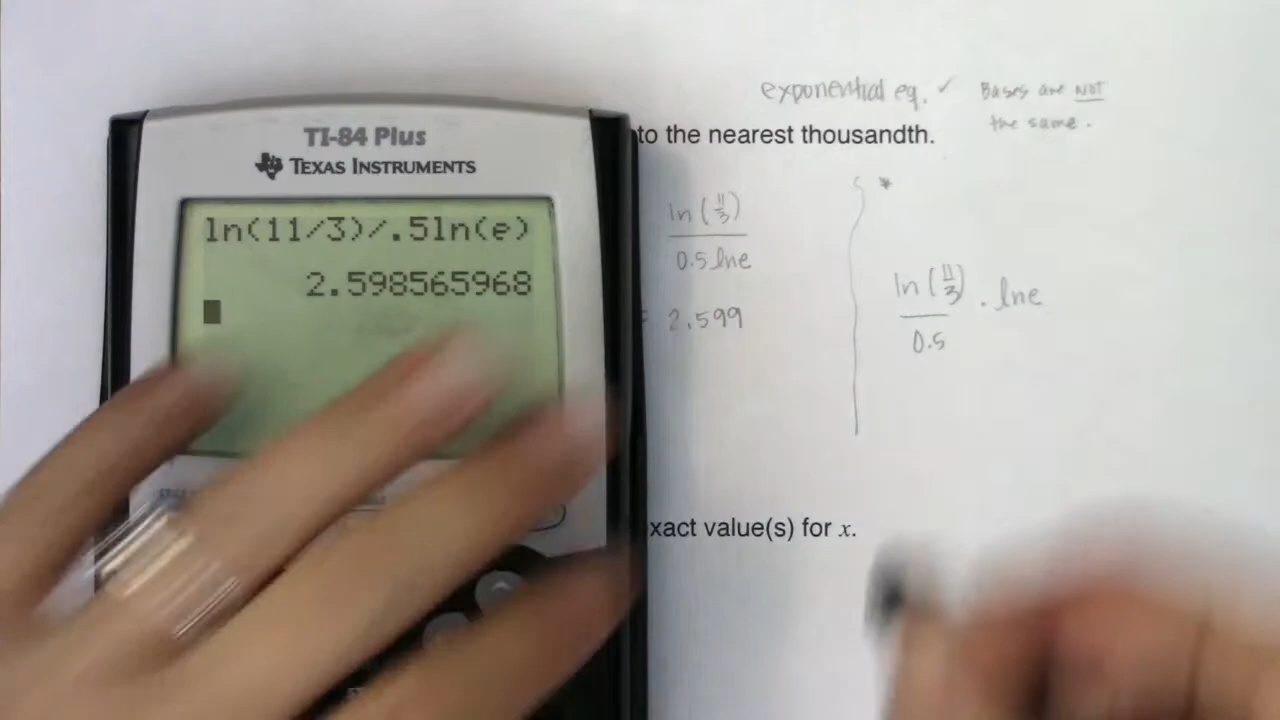 exponential eq. ✓ Bases are NOT
the same.
to the nearest thousandth.
TI-84 Plus
TEXAS INSTRUMENTS
ln(11/3)/.5ln(e)
2.598565968
ln(11/3)
0.5 lne
= 2.599
*
ln(11/3) . lne
0.5
xact value(s) for x.